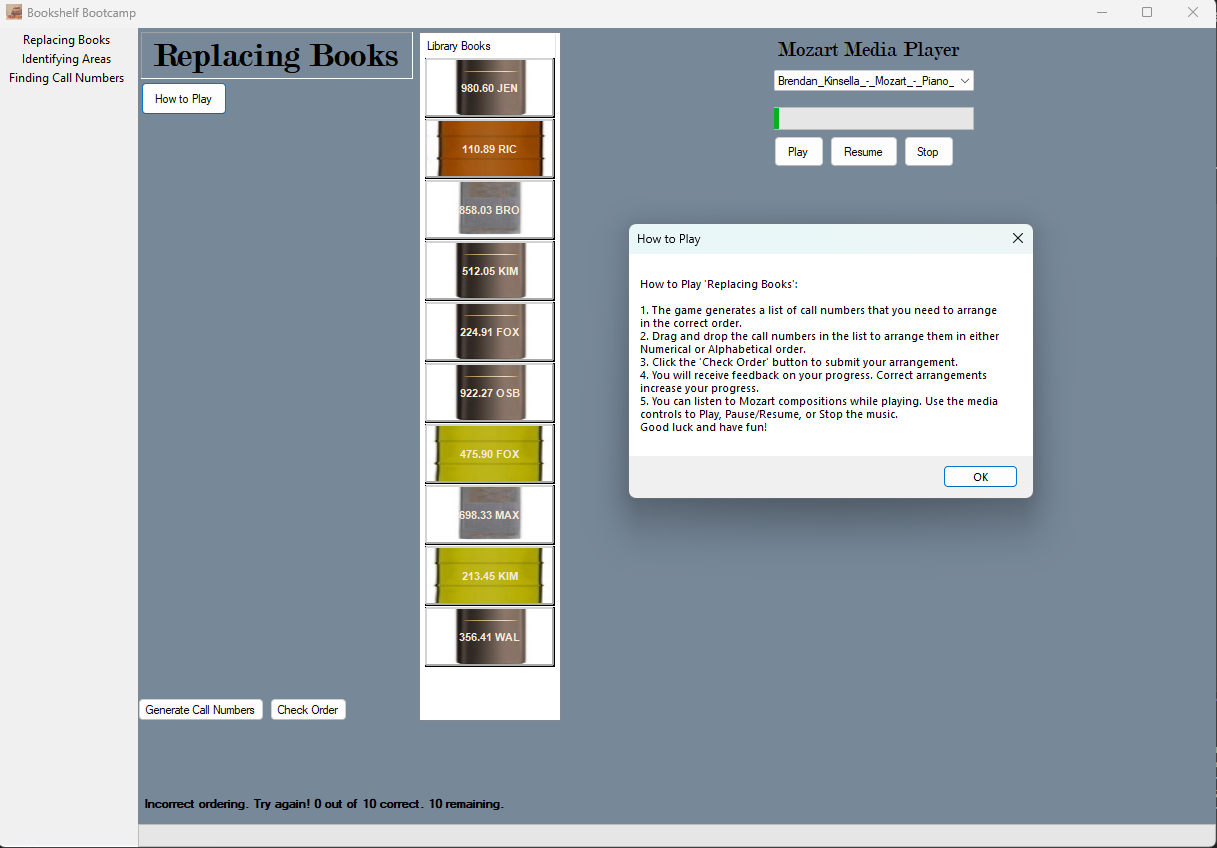 Bookshelf Bootcamp
Replacing Books
Identifying Areas
Finding Call Numbers
Replacing Books
How to Play
Library Books
980.60 JEN
110.89 RIC
858.03 BRO
512.05 KIM
224.91 FOX
922.27 OSB
475.90 FOX
698.33 MAX
213.45 KIM
356.41 WAL
Generate Call Numbers
Check Order
Incorrect ordering. Try again! 0 out of 10 correct. 10 remaining.
Mozart Media Player
Brendan_Kinsella_-_Mozart_-_Piano_
Play
Resume
Stop
How to Play
How to Play 'Replacing Books':
1. The game generates a list of call numbers that you need to arrange
in the correct order.
2. Drag and drop the call numbers in the list to arrange them in either
Numerical or Alphabetical order.
3. Click the 'Check Order' button to submit your arrangement.
4. You will receive feedback on your progress. Correct arrangements
increase your progress.
5. You can listen to Mozart compositions while playing. Use the media
controls to Play, Pause/Resume, or Stop the music.
Good luck and have fun!
OK